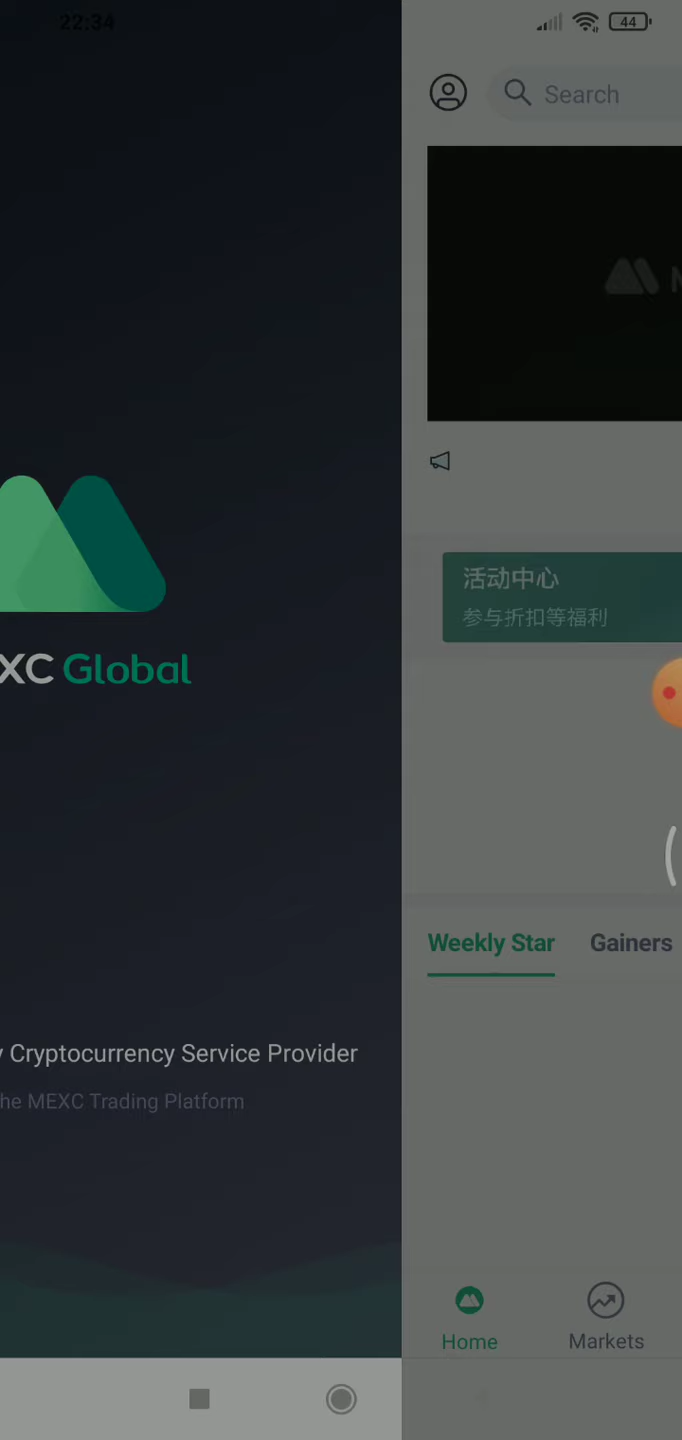 22:34
44
Search
XC Global
活动中心
参与折扣等福利
Weekly Star
Gainers
Cryptocurrency Service Provider
he MEXC Trading Platform
Home
Markets